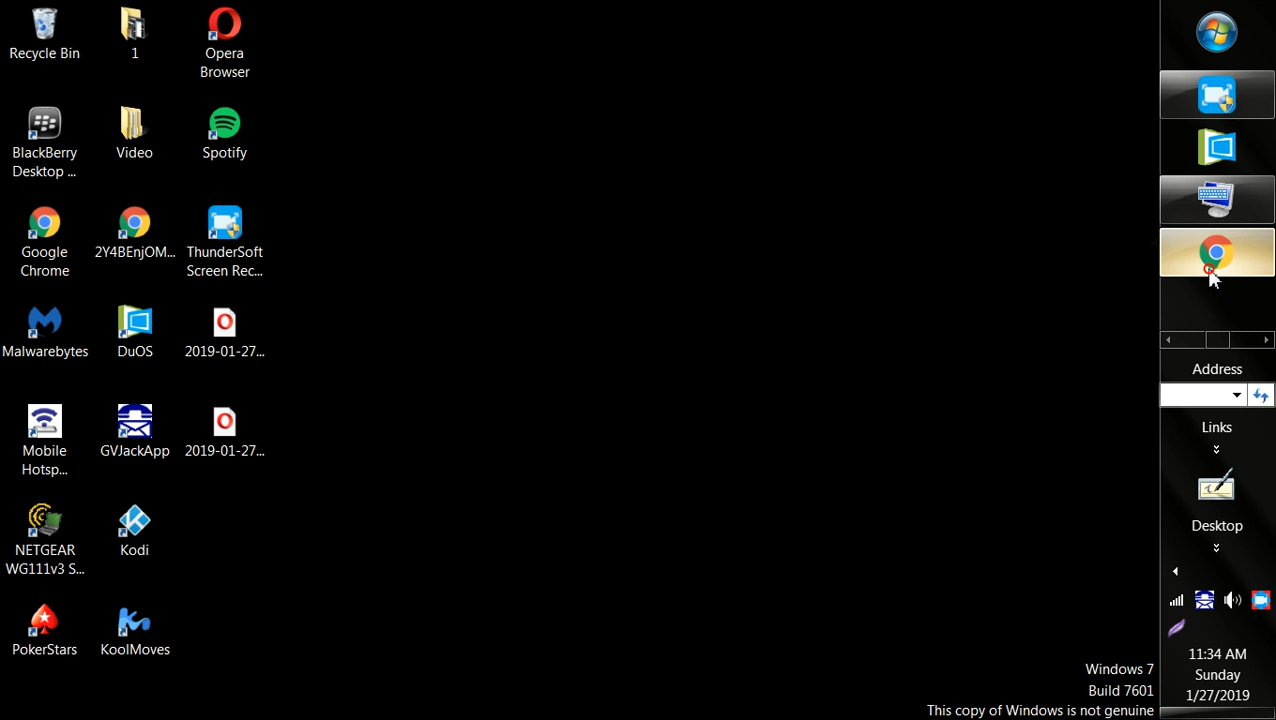 Recycle Bin
1
Opera
Browser
BlackBerry
Desktop ...
Video
Spotify
Google
Chrome
2Y4BEnjOM...
ThunderSoft
Screen Rec...
Malwarebytes
DuOS
2019-01-27...
Mobile
Hotsp...
GVJackApp
2019-01-27...
NETGEAR
WG111v3 S...
Kodi
PokerStars
KoolMoves
Address
Links
Desktop
11:34 AM
Sunday
1/27/2019
Windows 7
Build 7601
This copy of Windows is not genuine